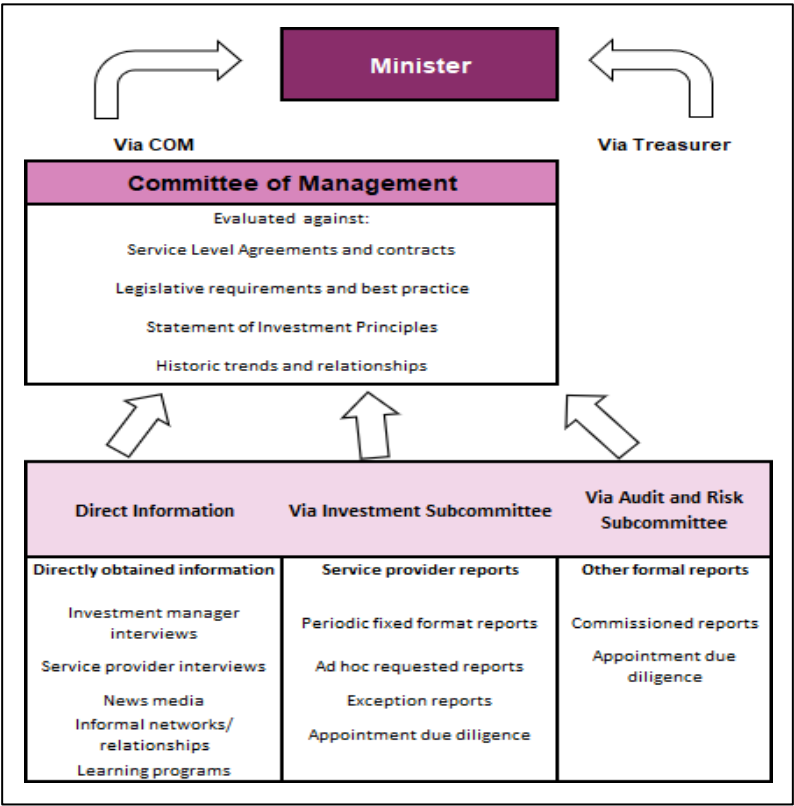 Minister
Via COM
Via Treasurer
Committee of Management
Evaluated against:
Service Level Agreements and contracts
Legislative requirements and best practice
Statement of Investment Principles
Historic trends and relationships
Direct Information
Via Investment Subcommittee
Via Audit and Risk
Subcommittee
Directly obtained information
Investment manager
interviews
Service provider interviews
News media
Informal networks/
relationships
Learning programs
Service provider reports
Periodic fixed format reports
Ad hoc requested reports
Exception reports
Appointment due diligence
Other formal reports
Commissioned reports
Appointment due
diligence